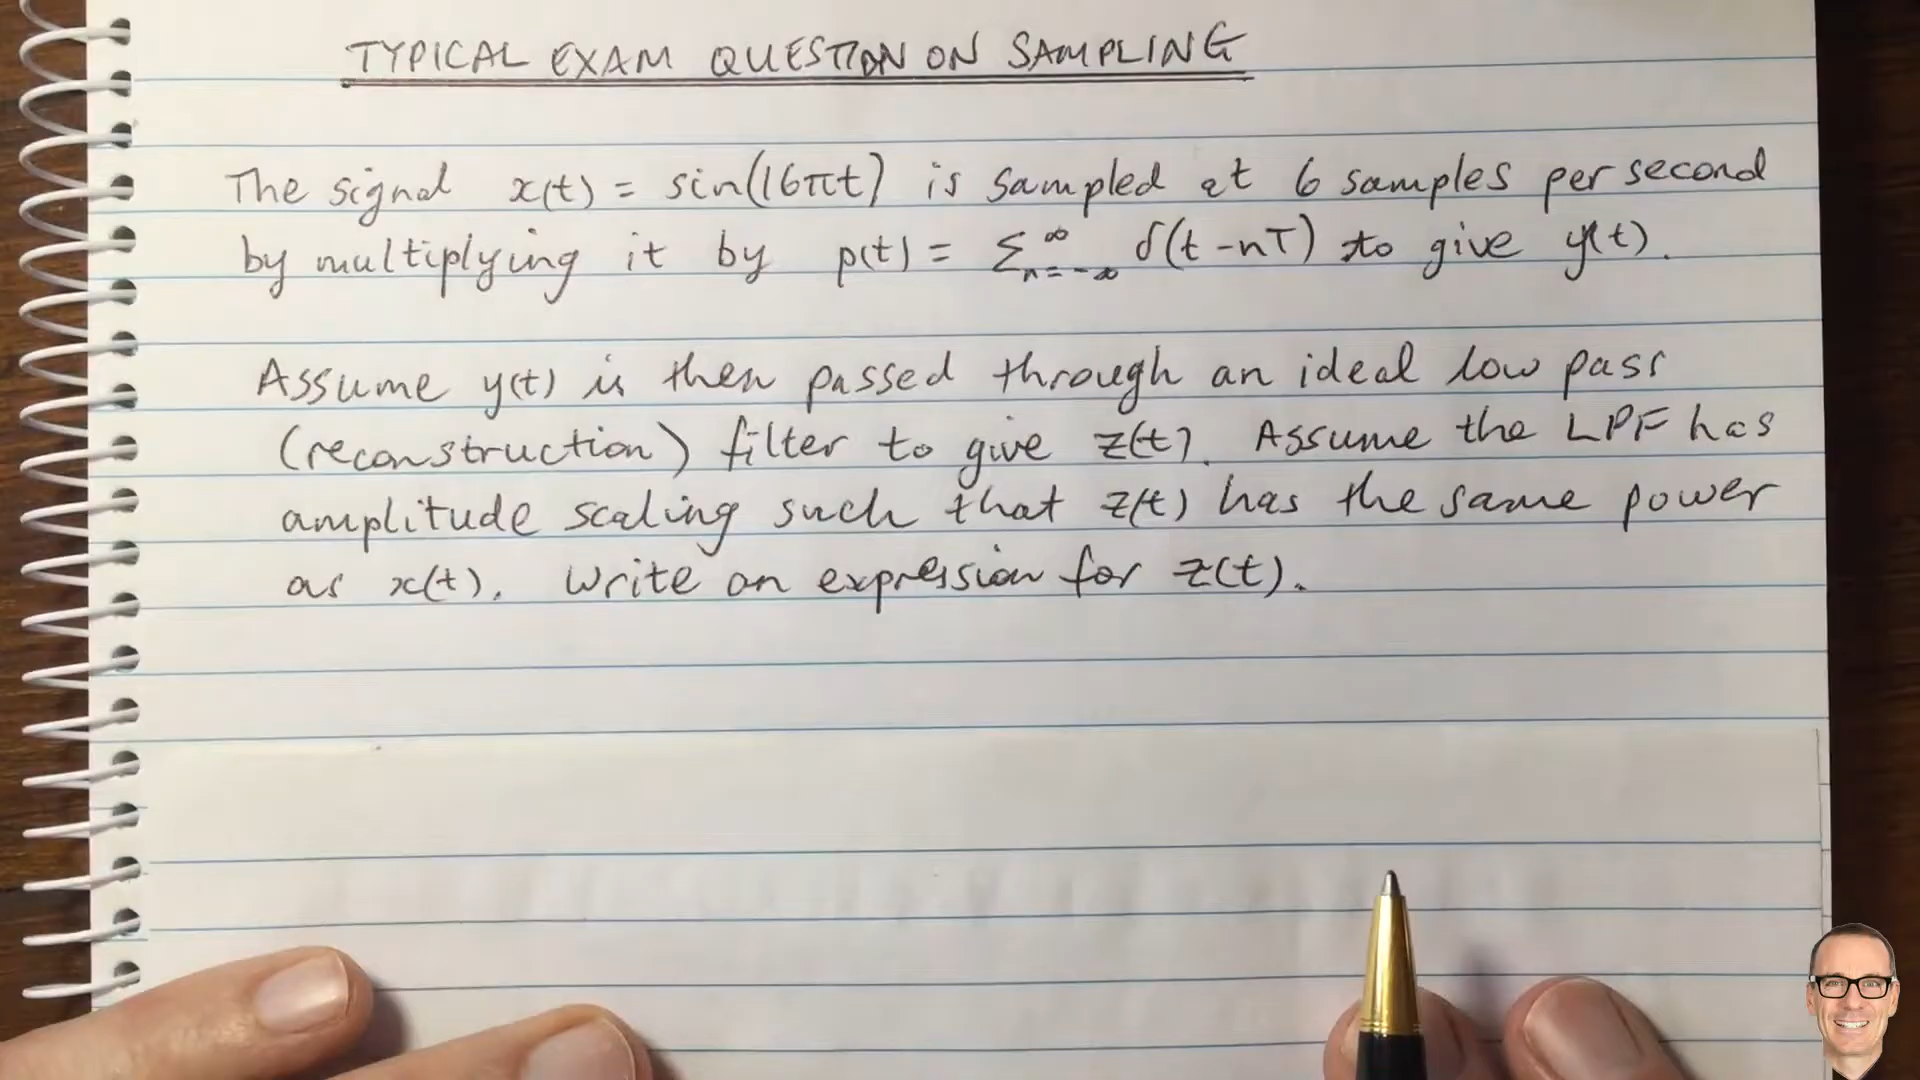 TYPICAL EXAM QUESTION ON SAMPLING
The signal x(t) = sin(16πt) is sampled at 6 samples per second
by multiplying it by p(t) = Σ_{n=-∞}^{∞} δ(t-nT) to give y(t).
Assume y(t) is then passed through an ideal low pass
(reconstruction) filter to give z(t). Assume the LPF has
amplitude scaling such that z(t) has the same power
as x(t). Write an expression for z(t).